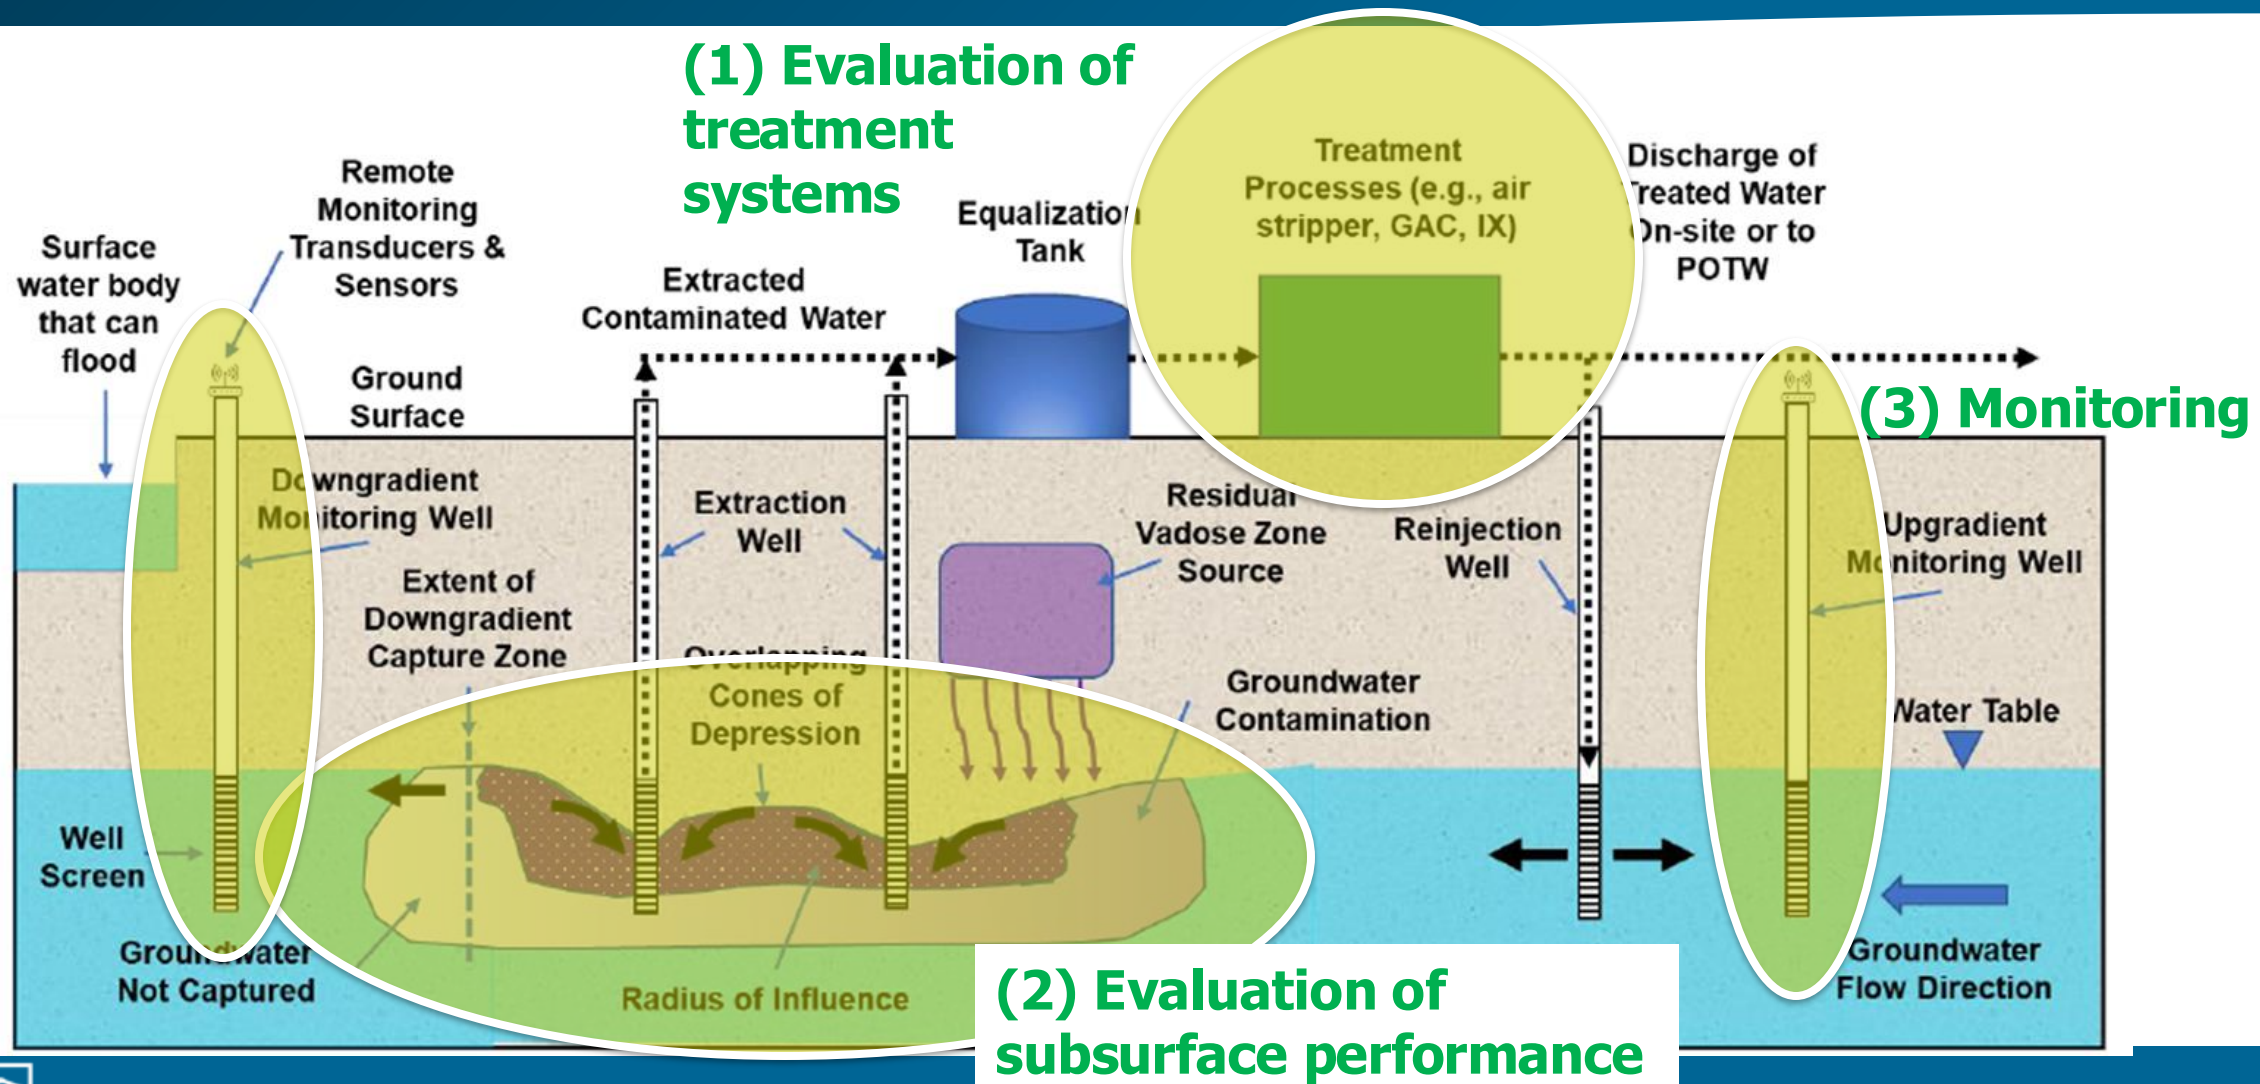 (1) Evaluation of
treatment
systems
Remote
Monitoring
Transducers &
Sensors
Surface
water body
that can
flood
Extracted
Contaminated Water
Equalization
Tank
Treatment
Processes (e.g., air
stripper, GAC, IX)
Discharge of
Treated Water
On-site or to
POTW
Ground
Surface
(3) Monitoring
Downgradient
Monitoring Well
Extraction
Well
Residual
Vadose Zone
Source
Reinjection
Well
Upgradient
Monitoring Well
Extent of
Downgradient
Capture Zone
Overlapping
Cones of
Depression
Groundwater
Contamination
Water Table
Well
Screen
Groundwater
Not Captured
Radius of Influence
Groundwater
Flow Direction
(2) Evaluation of
subsurface performance